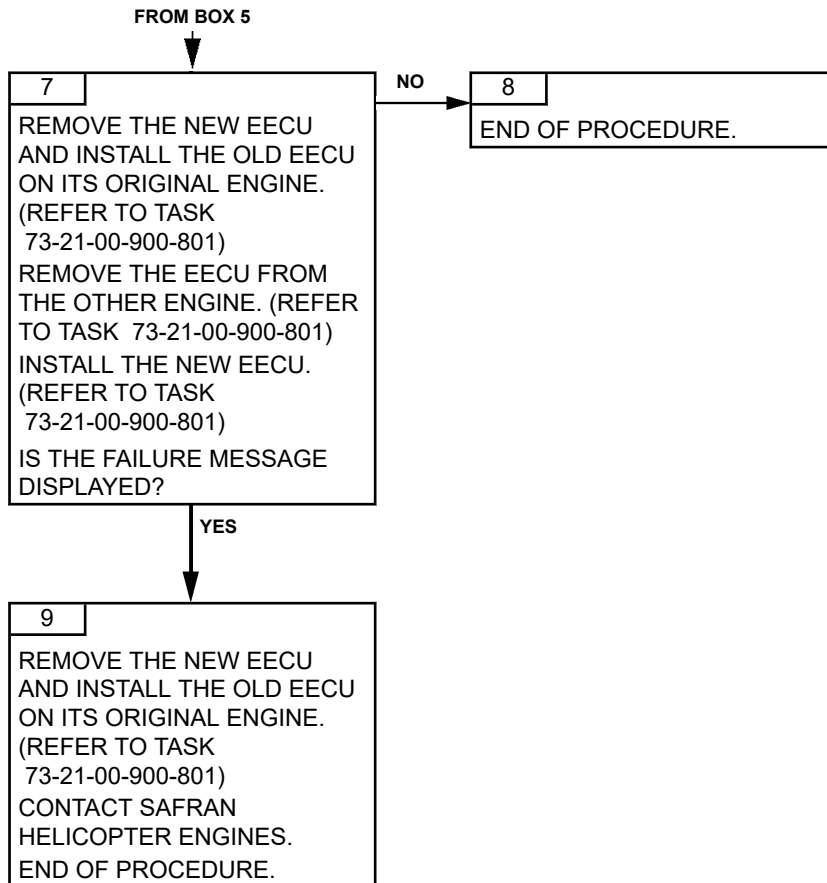 FROM BOX 5
7
REMOVE THE NEW EECU
AND INSTALL THE OLD EECU
ON ITS ORIGINAL ENGINE.
(REFER TO TASK
73-21-00-900-801)
REMOVE THE EECU FROM
THE OTHER ENGINE. (REFER
TO TASK 73-21-00-900-801)
INSTALL THE NEW EECU.
(REFER TO TASK
73-21-00-900-801)
IS THE FAILURE MESSAGE
DISPLAYED?
NO
8
END OF PROCEDURE.
YES
9
REMOVE THE NEW EECU
AND INSTALL THE OLD EECU
ON ITS ORIGINAL ENGINE.
(REFER TO TASK
73-21-00-900-801)
CONTACT SAFRAN
HELICOPTER ENGINES.
END OF PROCEDURE.